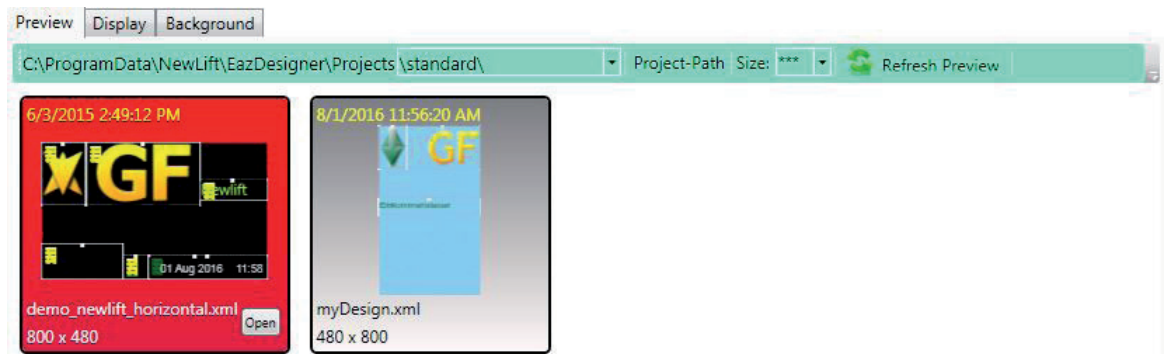 Preview Display Background
C:\ProgramData\NewLift\EazDesigner\Projects \standard\ Project-Path Size: *** Refresh Preview
6/3/2015 2:49:12 PM
8/1/2016 11:56:20 AM
GF
GF
01 Aug 2016 11:58
demo_newlift_horizontal.xml
Open
800 x 480
myDesign.xml
480 x 800